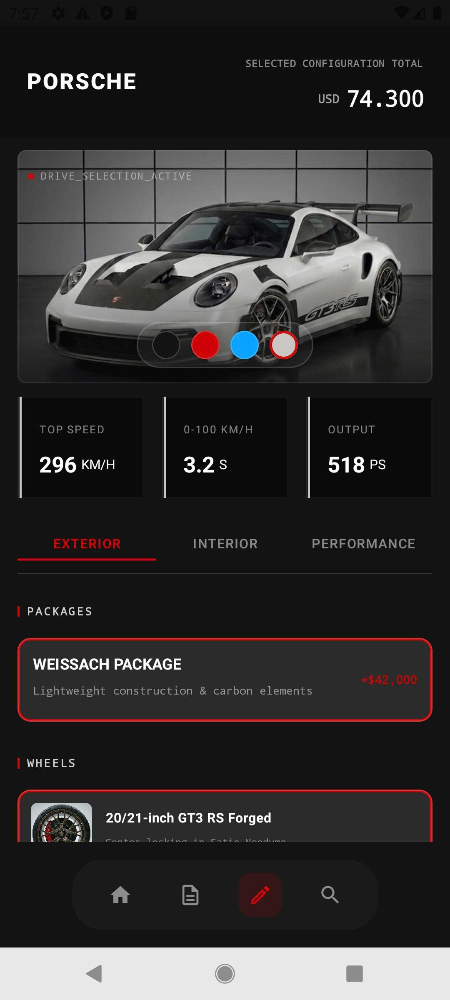 7:57
PORSCHE
SELECTED CONFIGURATION TOTAL
USD 74.300
DRIVE_SELECTION_ACTIVE
GT3RS
TOP SPEED
296 KM/H
0-100 KM/H
3.2 S
OUTPUT
518 PS
EXTERIOR
INTERIOR
PERFORMANCE
PACKAGES
WEISSACH PACKAGE
Lightweight construction & carbon elements
+$42,000
WHEELS
20/21-inch GT3 RS Forged
Center locking in Satin Neodyme